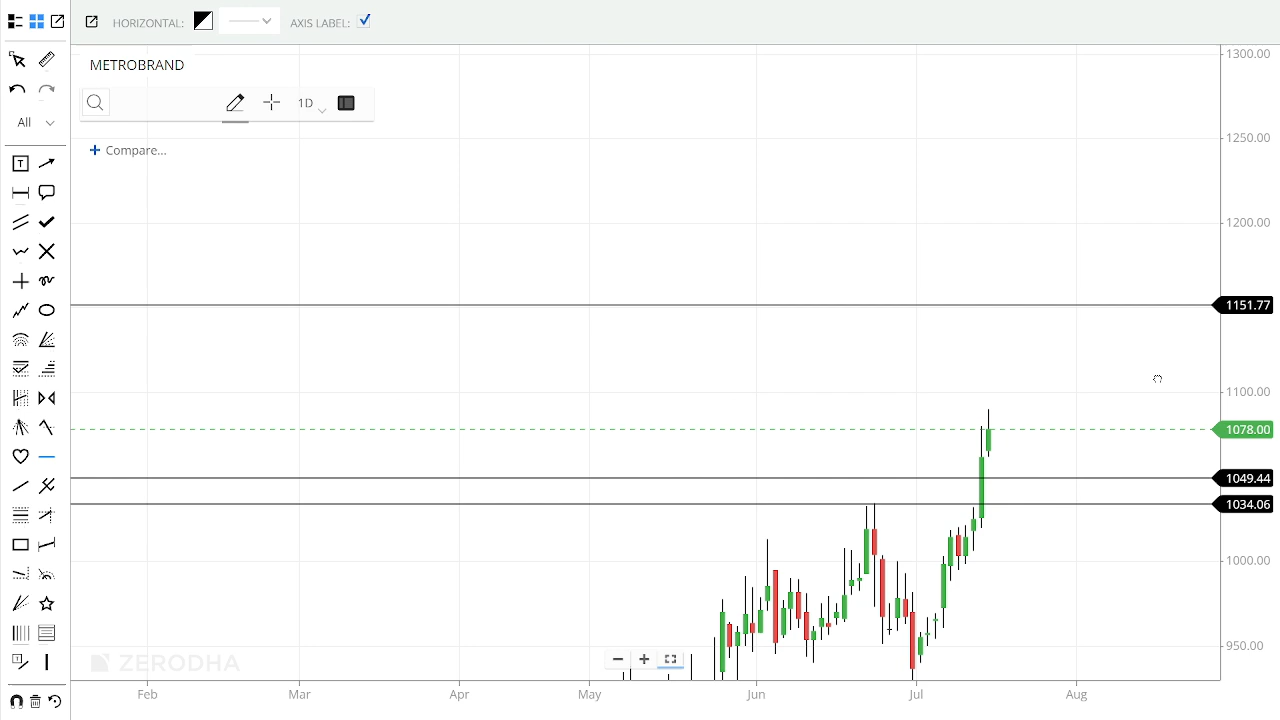 HORIZONTAL:
AXIS LABEL:
METROBRAND
1D
Compare...
All
T
1300.00
1250.00
1200.00
1151.77
1100.00
1078.00
1049.44
1034.06
1000.00
950.00
ZERODHA
Feb Mar Apr May Jun Jul Aug